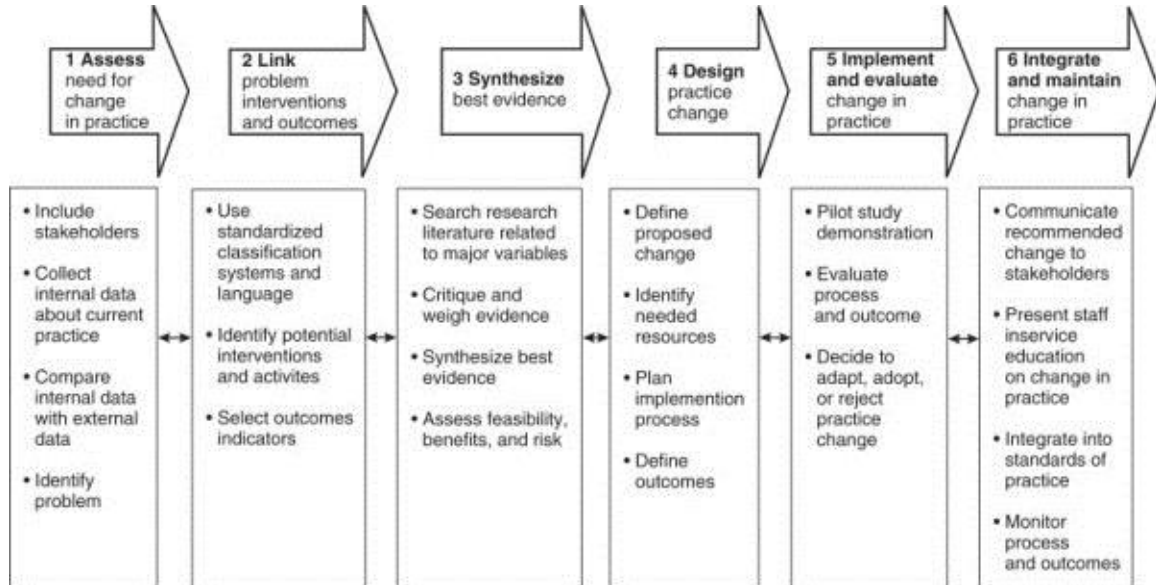 1 Assess
need for
change
in practice
2 Link
problem
interventions
and outcomes
3 Synthesize
best evidence
4 Design
practice
change
5 Implement
and evaluate
change in
practice
6 Integrate
and maintain
change in
practice
• Include
stakeholders
• Collect
internal data
about current
practice
• Compare
internal data
with external
data
• Identify
problem
• Use
standardized
classification
systems and
language
• Identify potential
interventions
and activites
• Select outcomes
indicators
• Search research
literature related
to major variables
• Critique and
weigh evidence
• Synthesize best
evidence
• Assess feasibility,
benefits, and risk
• Define
proposed
change
• Identify
needed
resources
• Plan
implemention
process
• Define
outcomes
• Pilot study
demonstration
• Evaluate
process
and outcome
• Decide to
adapt, adopt,
or reject
practice
change
• Communicate
recommended
change to
stakeholders
• Present staff
inservice
education
on change in
practice
• Integrate into
standards of
practice
• Monitor
process
and outcomes